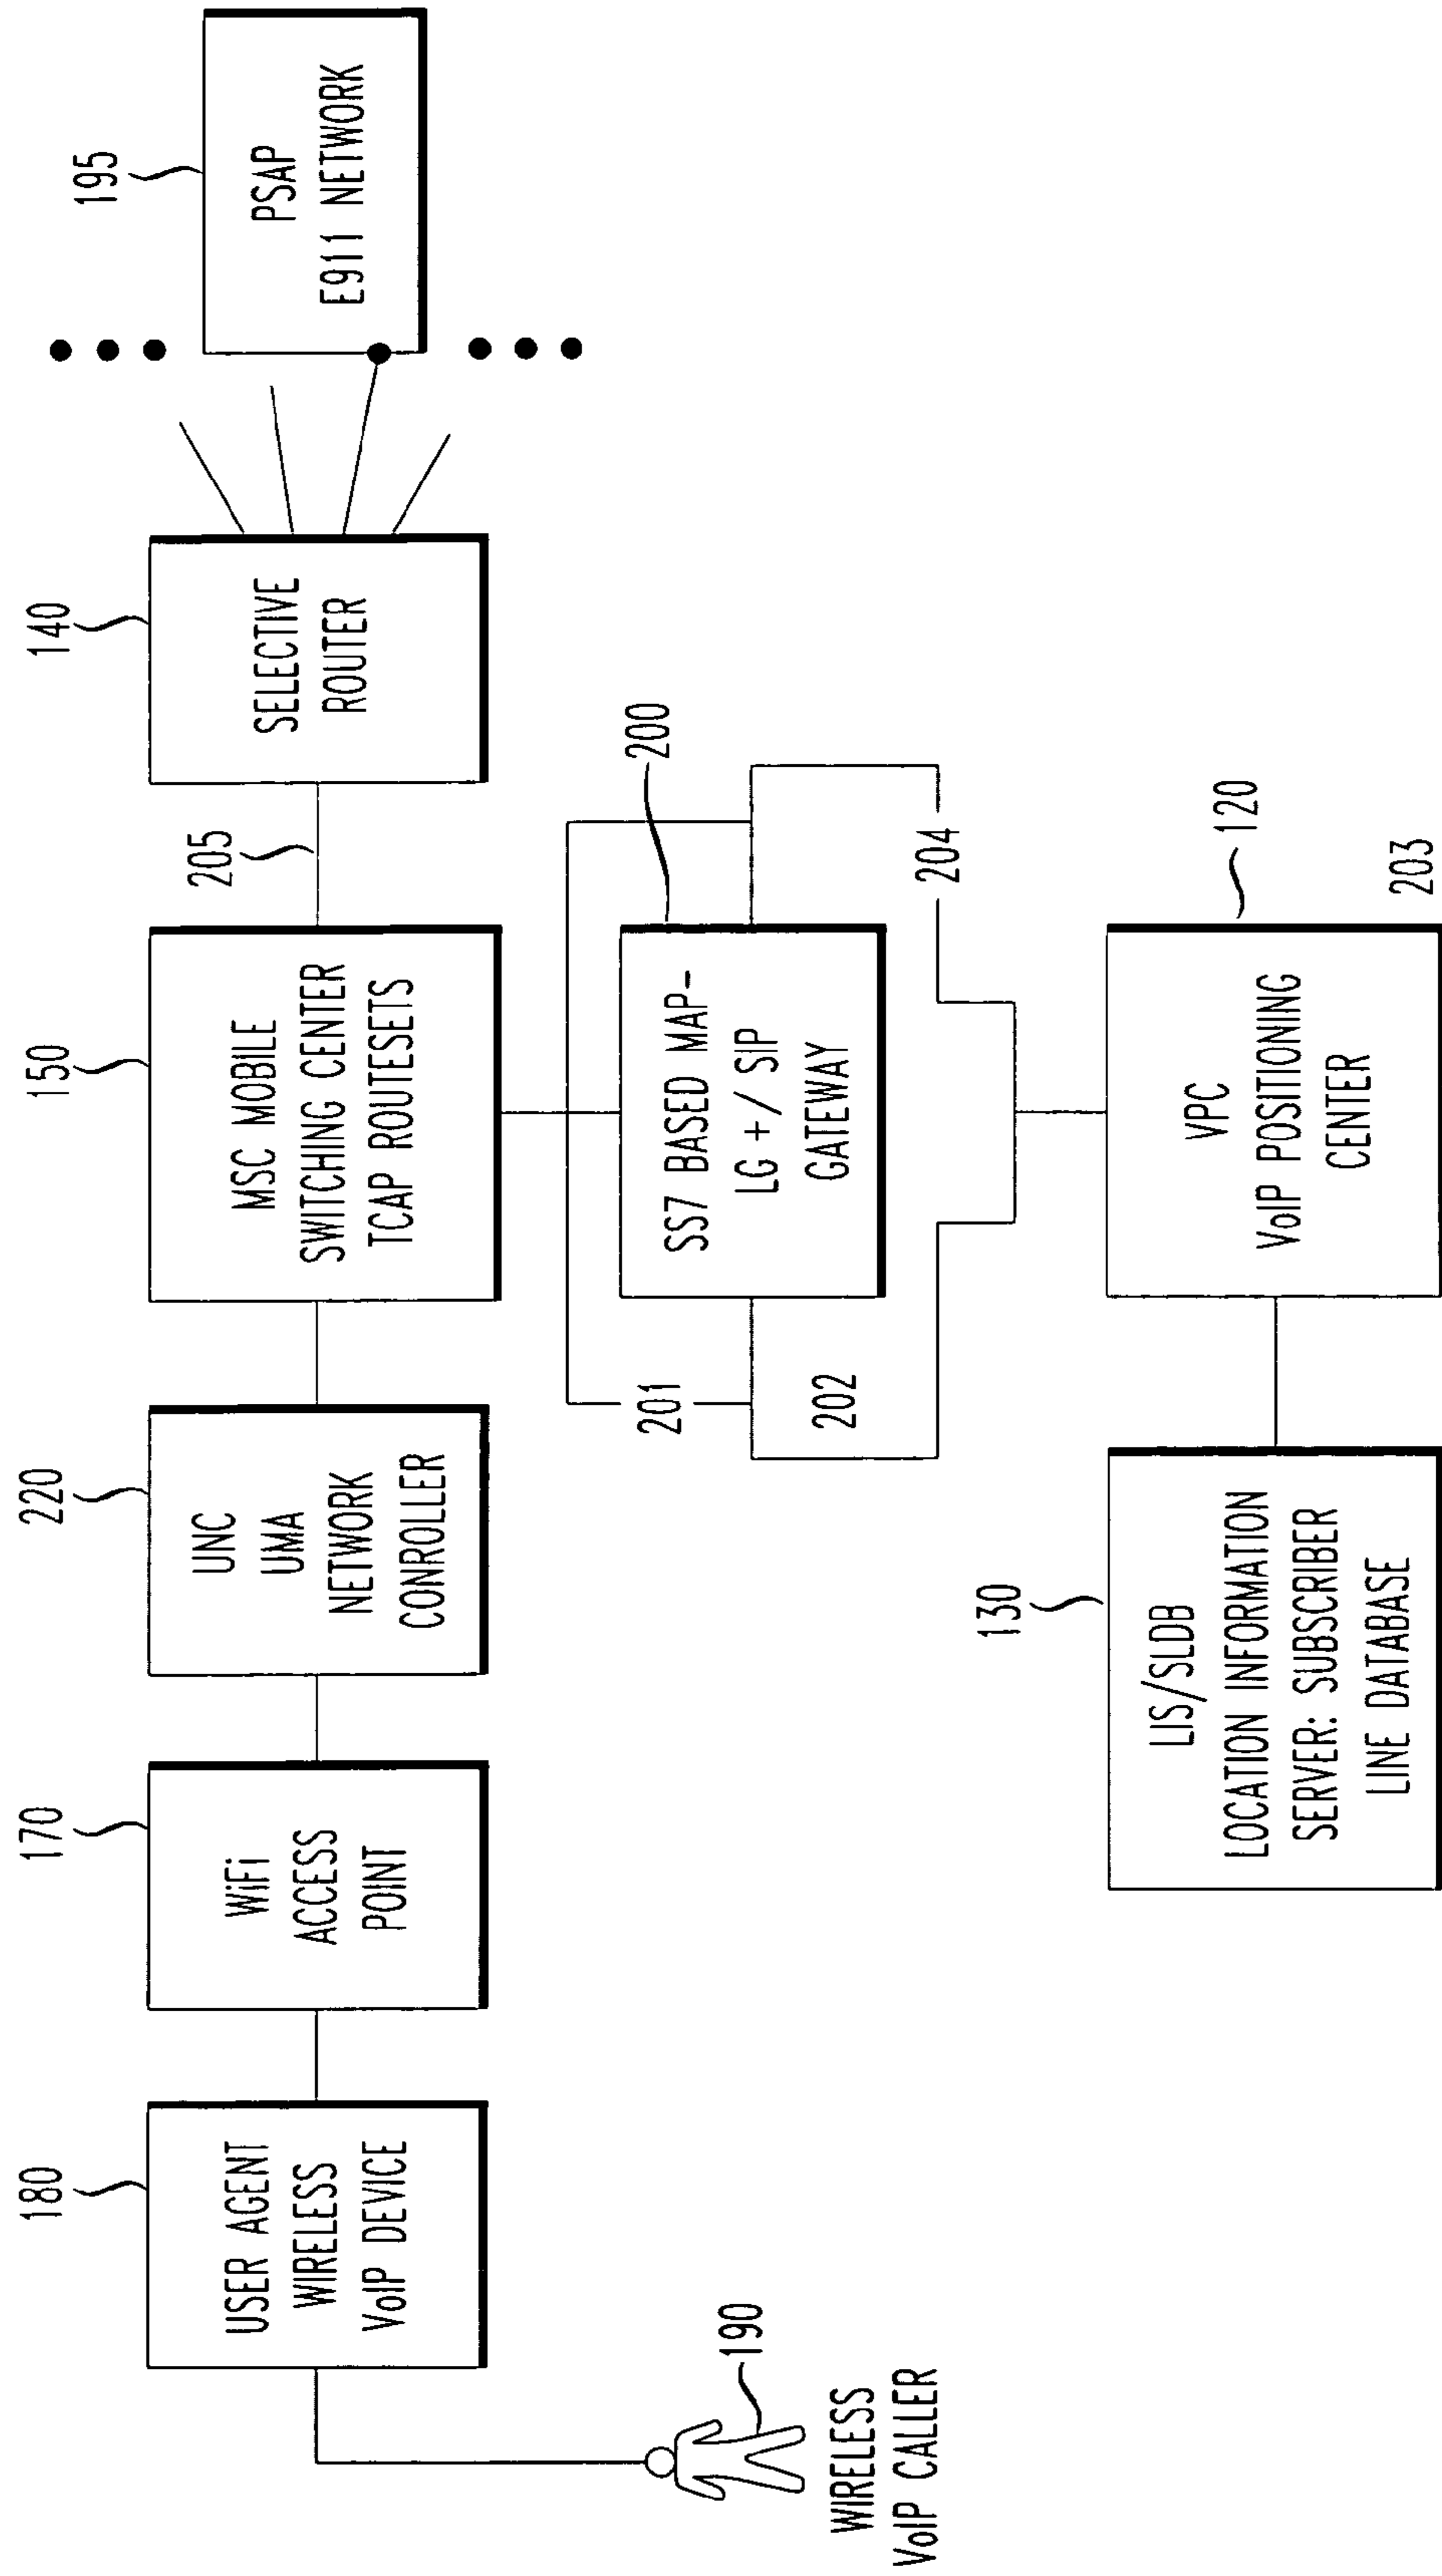 180
USER AGENT
WIRELESS
VoIP DEVICE
170
WiFi
ACCESS
POINT
220
UNC
UMA
NETWORK
CONROLLER
150
MSC MOBILE
SWITCHING CENTER
TCAP ROUTESETS
205
140
SELECTIVE
ROUTER
195
PSAP
E911 NETWORK
190
WIRELESS
VoIP CALLER
201
202
200
SS7 BASED MAP-
LG +/ SIP
GATEWAY
204
130
LIS/SLDB
LOCATION INFORMATION
SERVER: SUBSCRIBER
LINE DATABASE
120
VPC
VoIP POSITIONING
CENTER
203